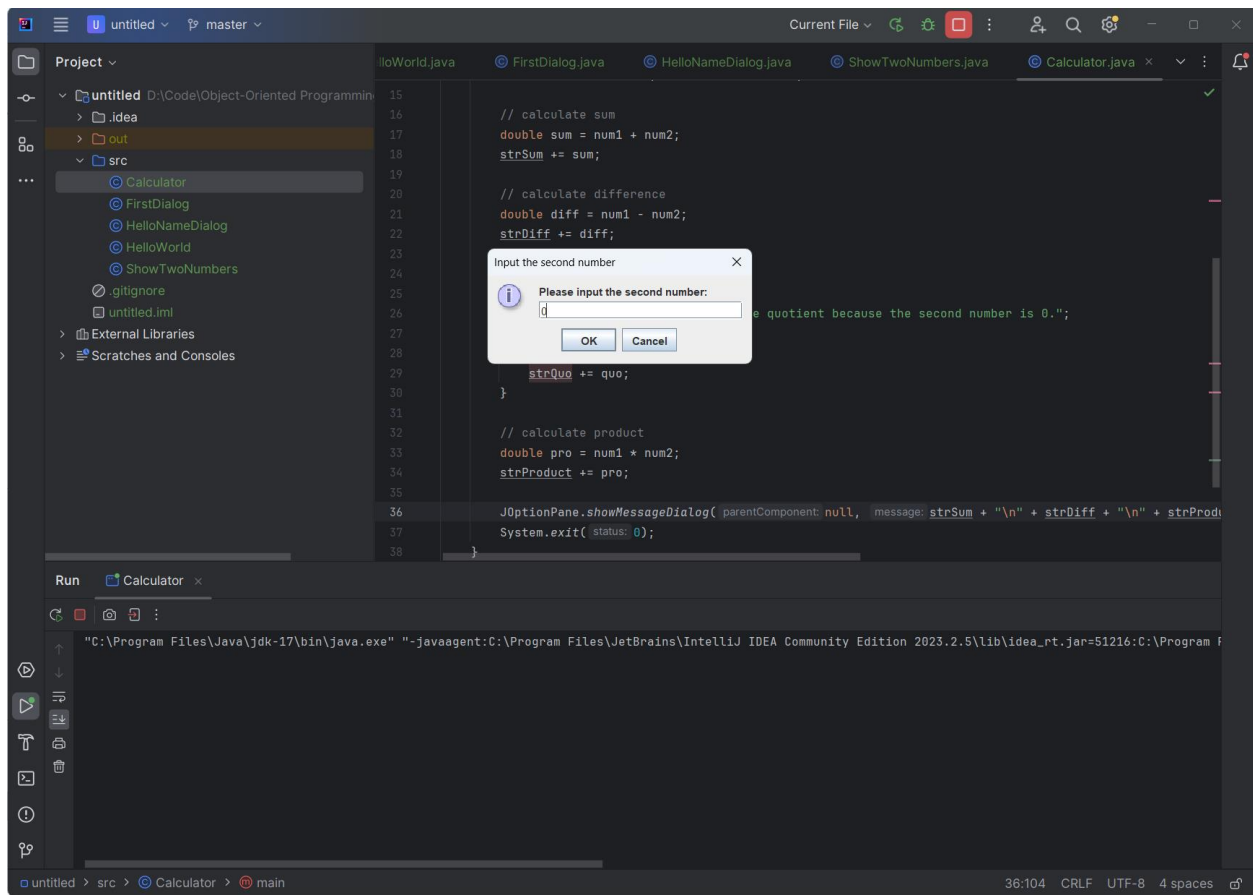 U untitled master Current File
Project
lloWorld.java FirstDialog.java HelloNameDialog.java ShowTwoNumbers.java Calculator.java
untitled D:\Code\Object-Oriented Programmin
.idea
out
src
Calculator
FirstDialog
HelloNameDialog
HelloWorld
ShowTwoNumbers
.gitignore
untitled.iml
External Libraries
Scratches and Consoles
15
16 // calculate sum
17 double sum = num1 + num2;
18 strSum += sum;
19
20 // calculate difference
21 double diff = num1 - num2;
22 strDiff += diff;
23
24
25
26 e quotient because the second number is 0.";
27
28
29 strQuo += quo;
30 }
31
32 // calculate product
33 double pro = num1 * num2;
34 strProduct += pro;
35
36 JOptionPane.showMessageDialog( parentComponent: null, message: strSum + "\n" + strDiff + "\n" + strProdu
37 System.exit( status: 0);
38 }
Input the second number
Please input the second number:
0
OK Cancel
Run Calculator
"C:\Program Files\Java\jdk-17\bin\java.exe" "-javaagent:C:\Program Files\JetBrains\IntelliJ IDEA Community Edition 2023.2.5\lib\idea_rt.jar=51216:C:\Program F
untitled > src > Calculator > main 36:104 CRLF UTF-8 4 spaces